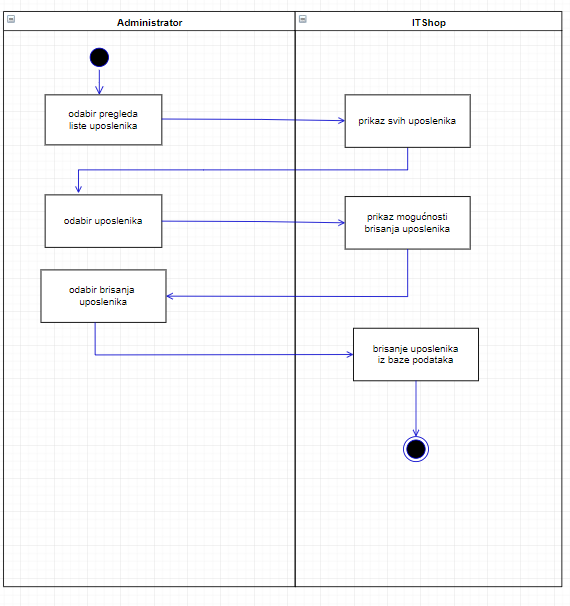 Administrator
ITShop
odabir pregleda
liste uposlenika
prikaz svih uposlenika
odabir uposlenika
prikaz mogućnosti
brisanja uposlenika
odabir brisanja
uposlenika
brisanje uposlenika
iz baze podataka